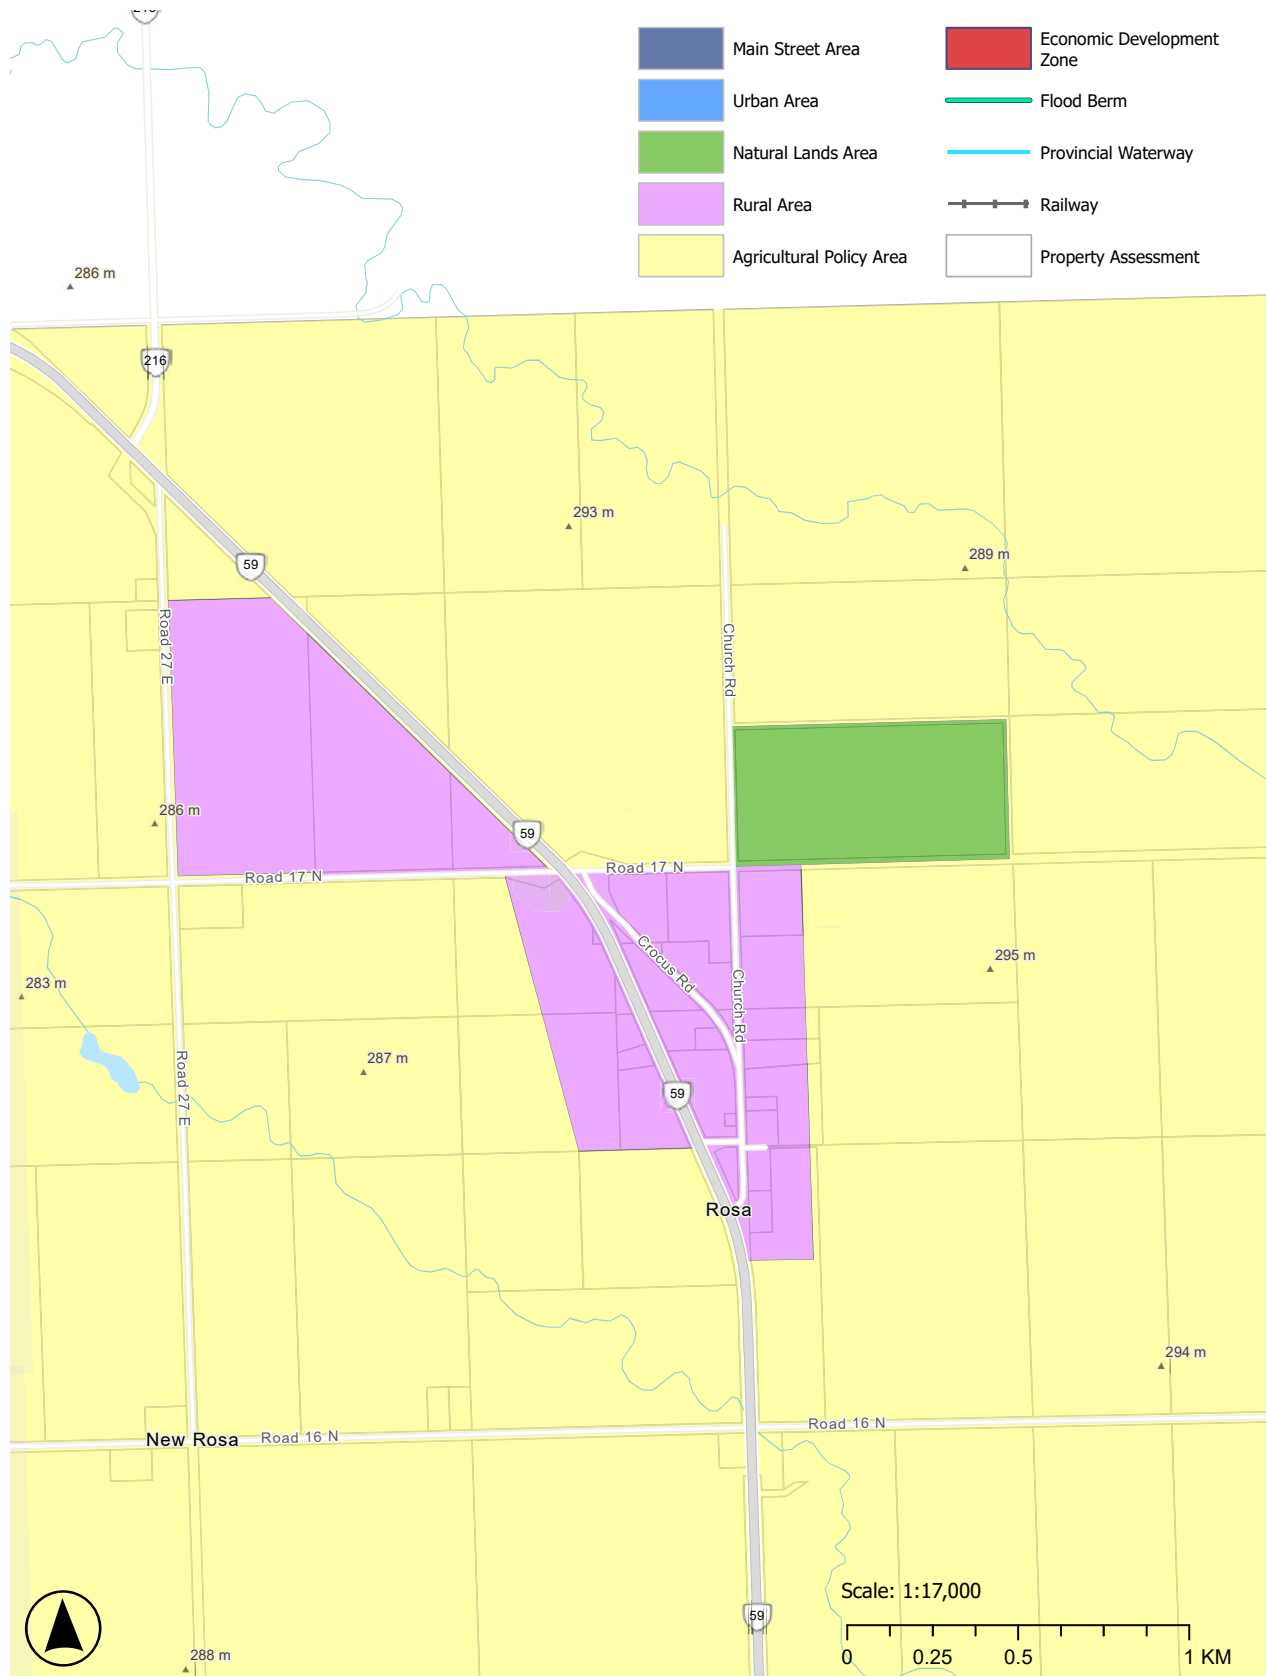 Main Street Area
Economic Development
Zone
Urban Area
Flood Berm
Natural Lands Area
Provincial Waterway
Rural Area
Railway
Agricultural Policy Area
Property Assessment
286 m
216
293 m
59
289 m
Road 27 E
Church Rd
286 m
59
Road 17 N
Road 17 N
Crocus Rd
295 m
283 m
Church Rd
287 m
Road 27 E
59
Rosa
294 m
Road 16 N
New Rosa
Road 16 N
Scale: 1:17,000
59
0
0.25
0.5
1 KM
288 m